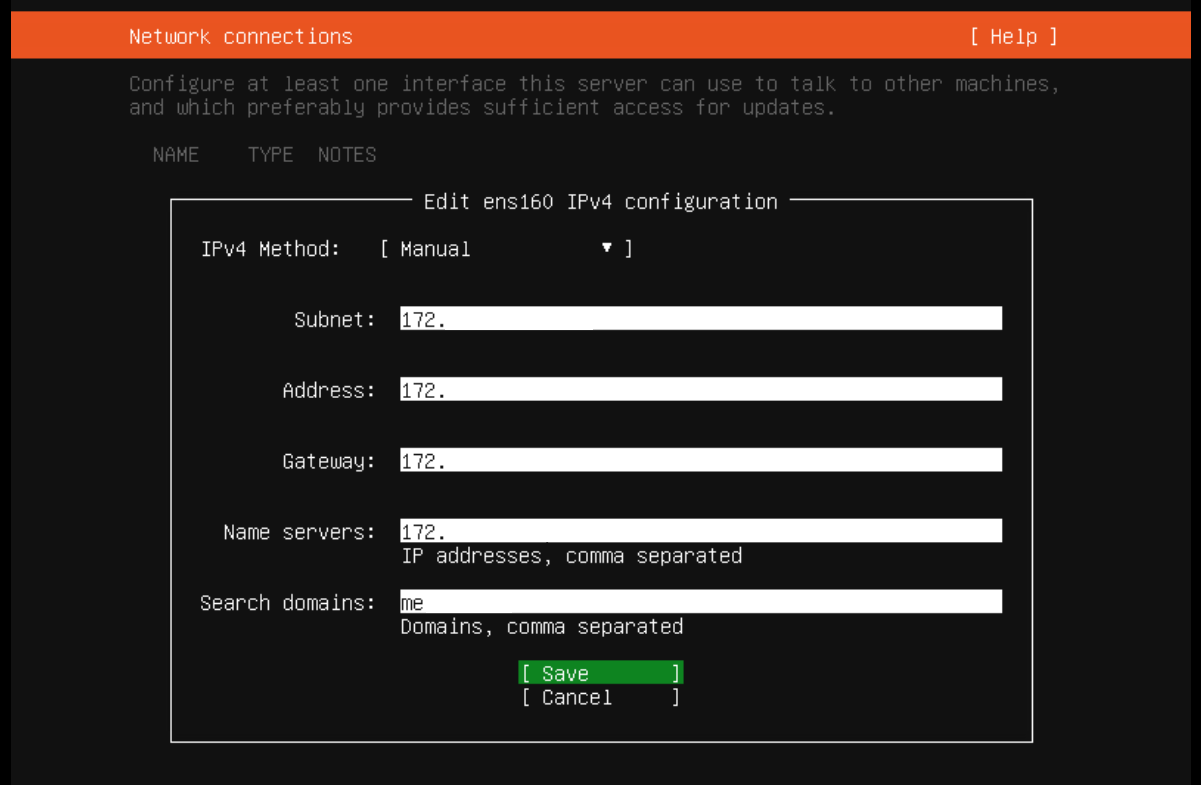 Network connections [ Help ]
Configure at least one interface this server can use to talk to other machines,
and which preferably provides sufficient access for updates.
NAME TYPE NOTES
Edit ens160 IPv4 configuration
IPv4 Method: [ Manual ▾ ]
Subnet: 172.
Address: 172.
Gateway: 172.
Name servers: 172.
IP addresses, comma separated
Search domains: me
Domains, comma separated
[ Save ]
[ Cancel ]